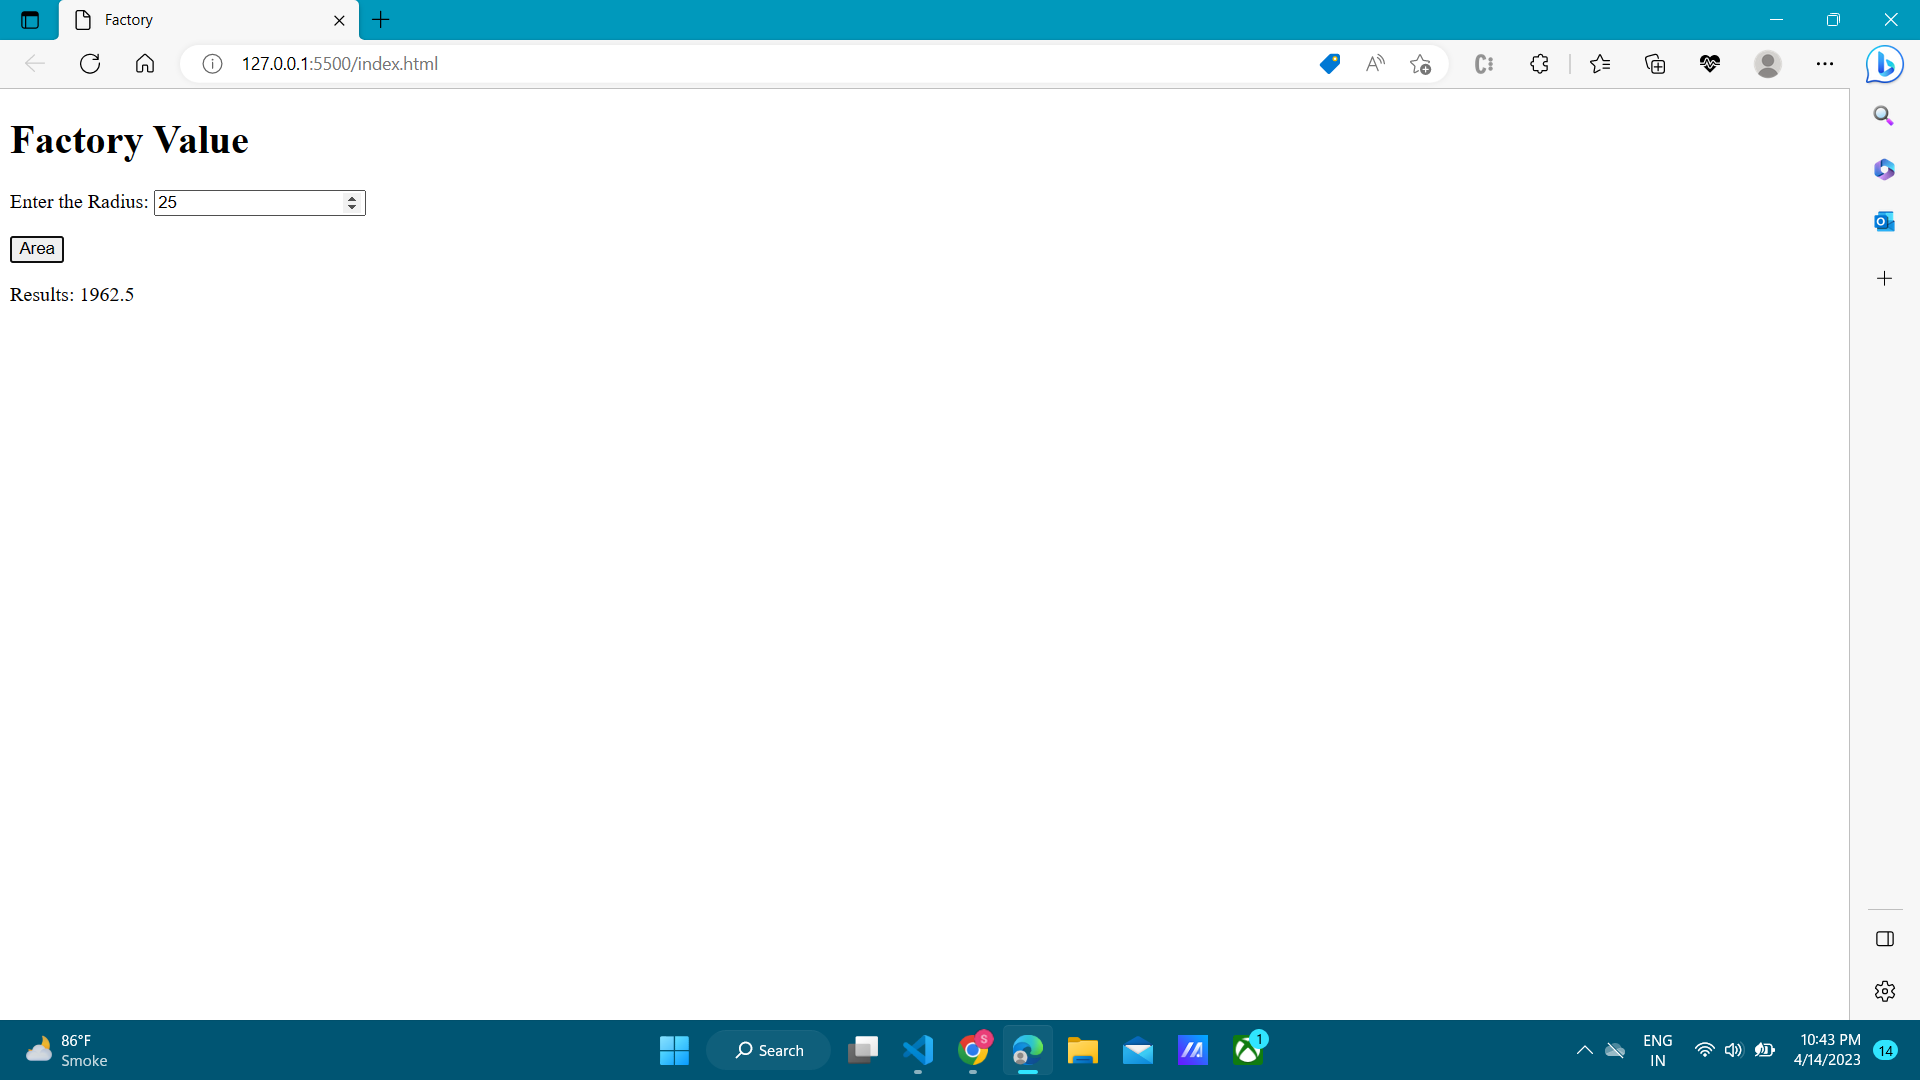 Factory
127.0.0.1:5500/index.html
Factory Value
Enter the Radius: 25
Area
Results: 1962.5
86°F
Smoke
Search
S
1
ENG
IN
10:43 PM
4/14/2023
14